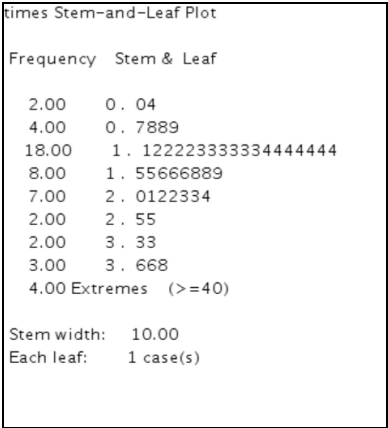 times Stem-and-Leaf Plot
Frequency Stem & Leaf
2.00 0 . 04
4.00 0 . 7889
18.00 1 . 122223333334444444
8.00 1 . 55666889
7.00 2 . 0122334
2.00 2 . 55
2.00 3 . 33
3.00 3 . 668
4.00 Extremes (>=40)
Stem width: 10.00
Each leaf: 1 case(s)